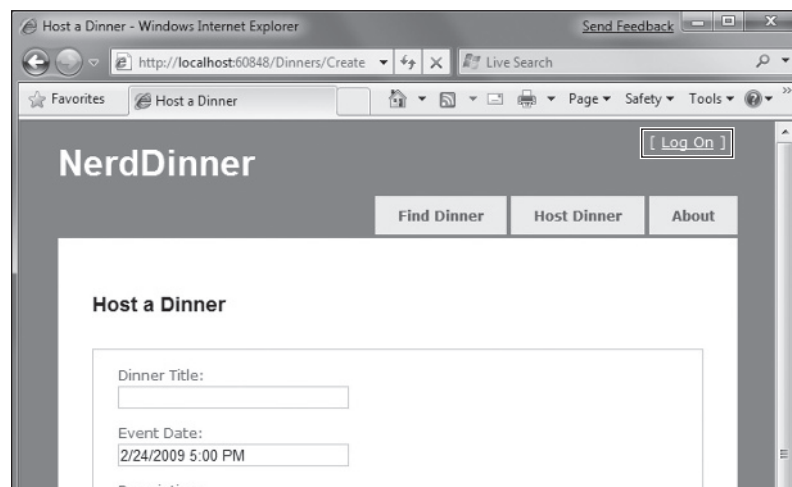 Host a Dinner - Windows Internet Explorer
Send Feedback
http://localhost:60848/Dinners/Create
Live Search
Favorites
Host a Dinner
Page
Safety
Tools
[ Log On ]
NerdDinner
Find Dinner
Host Dinner
About
Host a Dinner
Dinner Title:
Event Date:
2/24/2009 5:00 PM